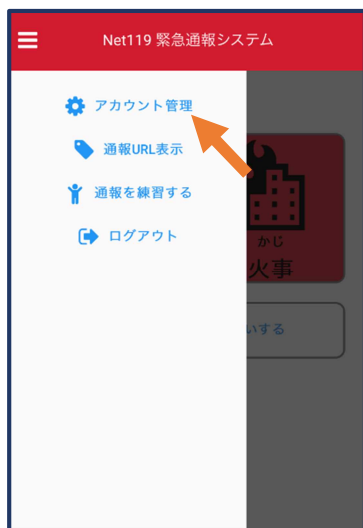 Net119 緊急通報システム
アカウント管理
通報URL表示
通報を練習する
ログアウト
かじ
火事
いする